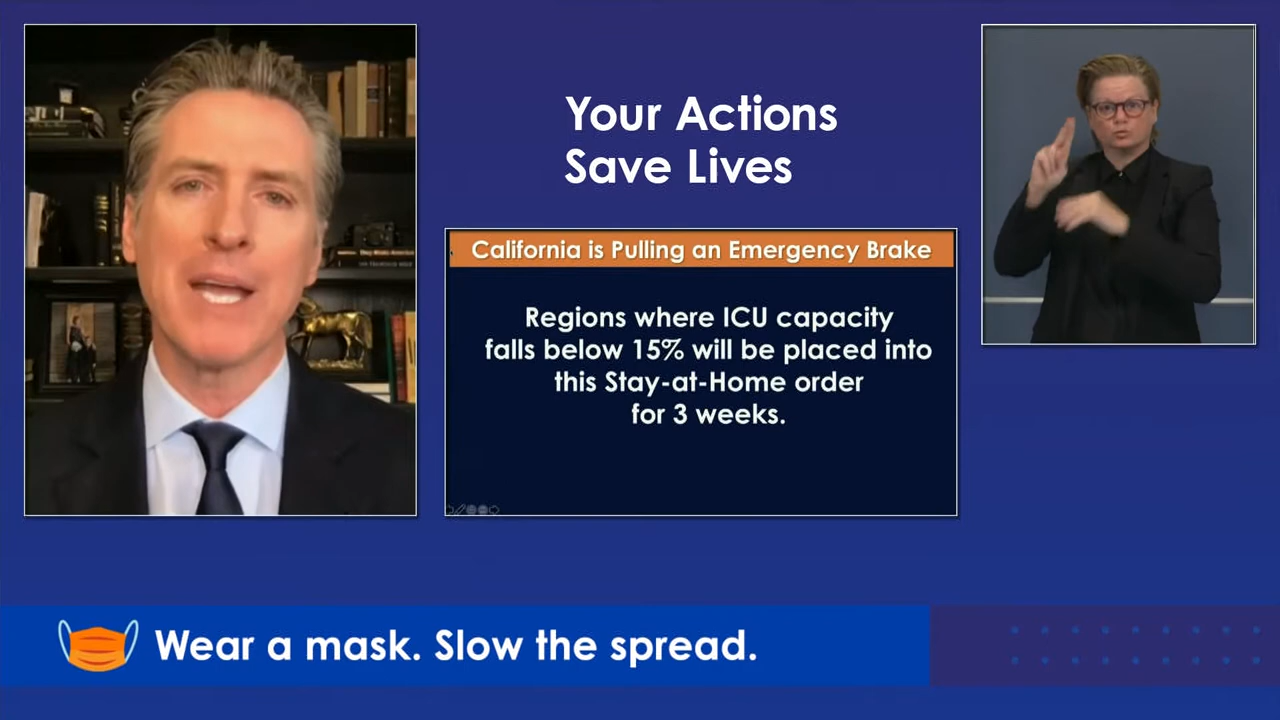 Your Actions
Save Lives
California is Pulling an Emergency Brake
Regions where ICU capacity
falls below 15% will be placed into
this Stay-at-Home order
for 3 weeks.
Wear a mask. Slow the spread.